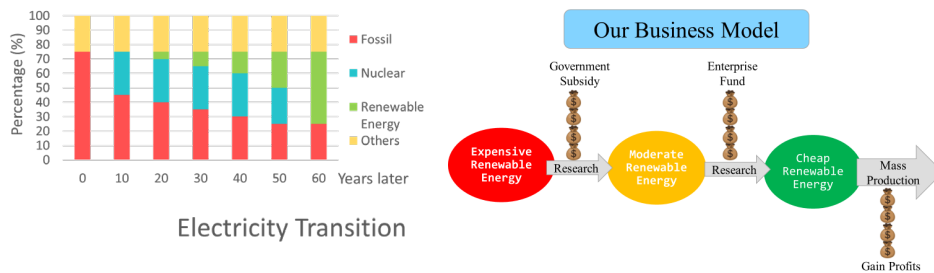 Percentage (%)
100
90
80
70
60
50
40
30
20
10
0
0 10 20 30 40 50 60 Years later
Fossil
Nuclear
Renewable
Energy
Others
Electricity Transition
Our Business Model
Government
Subsidy
Enterprise
Fund
Expensive
Renewable
Energy
Research
Moderate
Renewable
Energy
Research
Cheap
Renewable
Energy
Mass
Production
Gain Profits